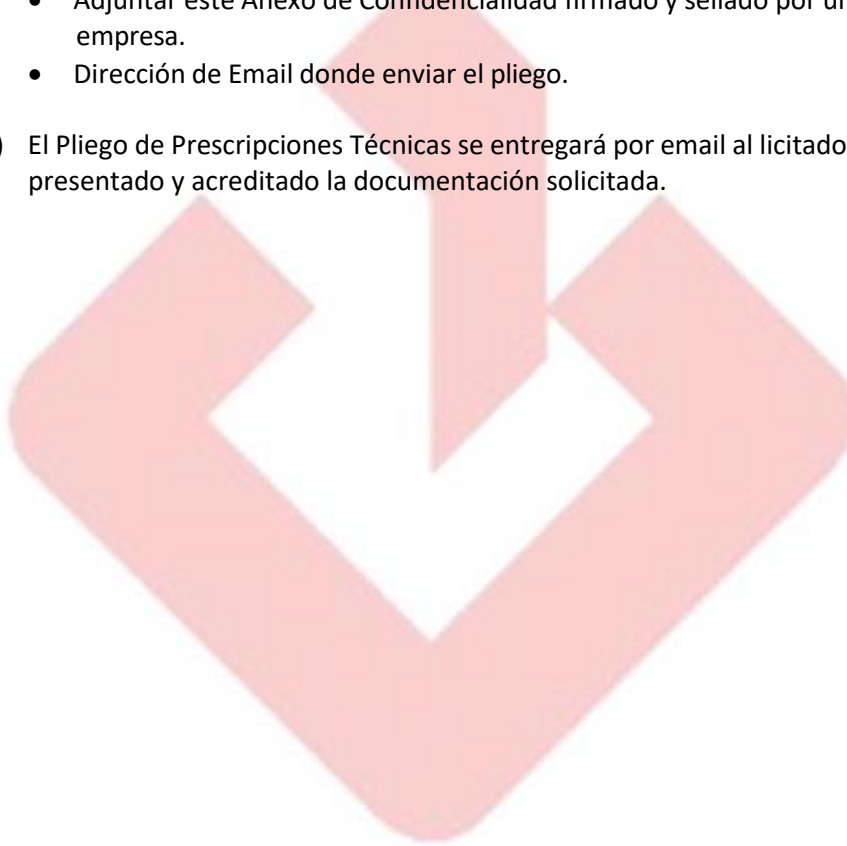 • Adjuntar este Anexo de Confidencialidad firmado y sellado por
empresa.
• Dirección de Email donde enviar el pliego.
) El Pliego de Prescripciones Técnicas se entregará por email al
presentado y acreditado la documentación solicitada.